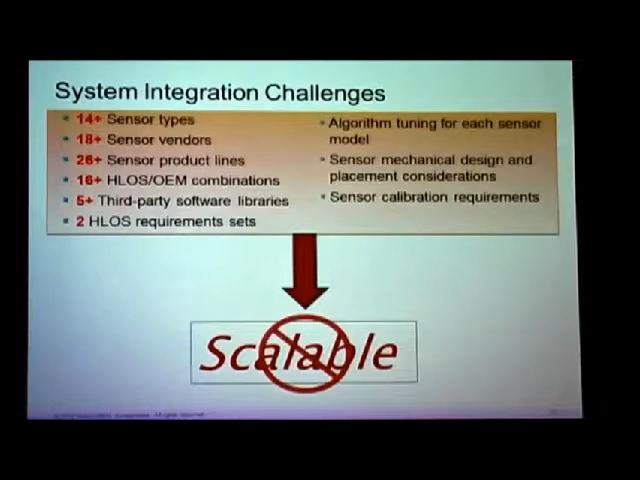 System Integration Challenges
▪ 14+ Sensor types
▪ 18+ Sensor vendors
▪ 26+ Sensor product lines
▪ 16+ HLOS/OEM combinations
▪ 5+ Third-party software libraries
▪ 2 HLOS requirements sets
▪ Algorithm tuning for each sensor
model
▪ Sensor mechanical design and
placement considerations
▪ Sensor calibration requirements
Scalable